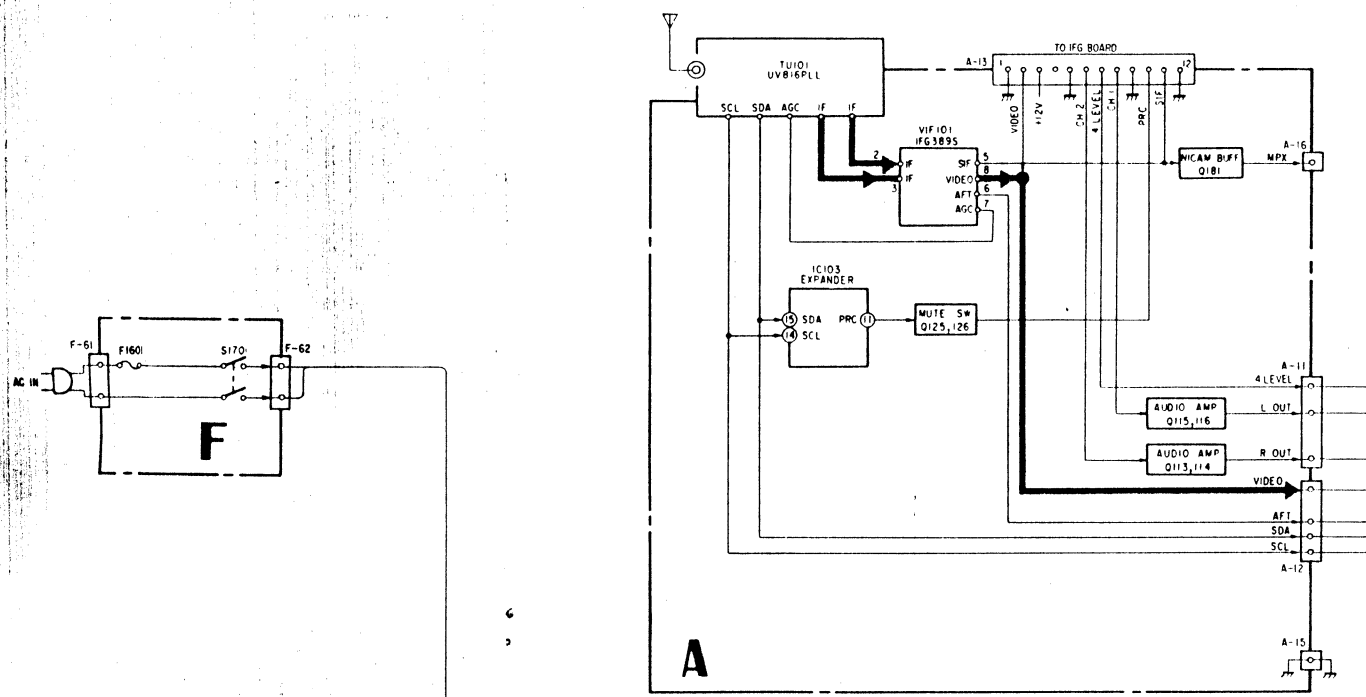 TO IFG BOARD
A-13
1
12
TU101
UV816PLL
SCL SDA AGC IF IF
VIDEO
+12V
CH 2
4 LEVEL
CH 1
PRC
SIF
VIF101
IFG389S
2
IF
3
IF
SIF
5
VIDEO
8
AFT
6
AGC
7
A-16
NICAM BUFF
Q181
MPX
IC103
EXPANDER
15
SDA
14
SCL
PRC
11
MUTE SW
Q125,126
F-61
F1601
S1701
F-62
AC IN
F
A-11
4 LEVEL
AUDIO AMP
Q115,116
L OUT
AUDIO AMP
Q113,114
R OUT
VIDEO
AFT
SDA
SCL
A-12
A
A-15